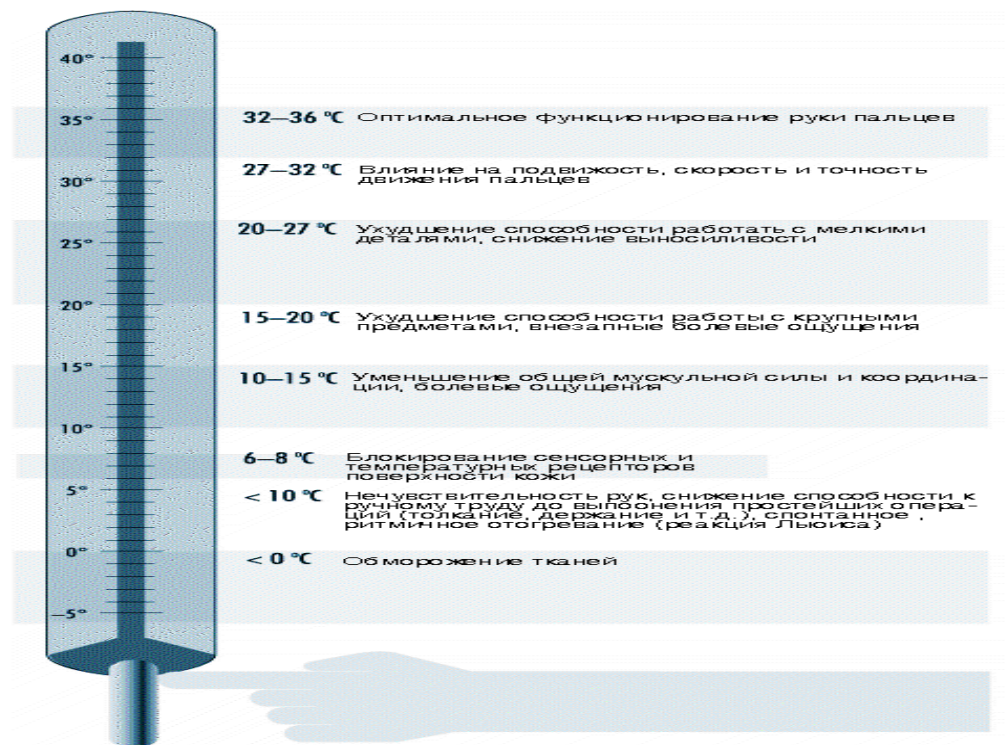 40°
35°
30°
25°
20°
15°
10°
5°
0°
–5°
32–36 °C Оптимальное функционирование руки пальцев
27–32 °C Влияние на подвижость, скорость и точность
движения пальцев
20–27 °C Ухудшение способности работать с мелкими
деталями, снижение выносиливости
15–20 °C Ухудшение способности работы с крупными
предметами, внезапные болевые ощущения
10–15 °C Уменьшение общей мускульной силы и координа-
ции, болевые ощущения
6–8 °C Блокирование сенсорных и
температурных рецепторов
поверхности кожи
< 10 °C Нечувствительность рук, снижение способности к
ручному труду до выпоонения простейших опера-
ций (толкание, держание и т.д.), спонтанное ,
ритмичное отогревание (реакция Льюиса)
< 0 °C Обморожение тканей